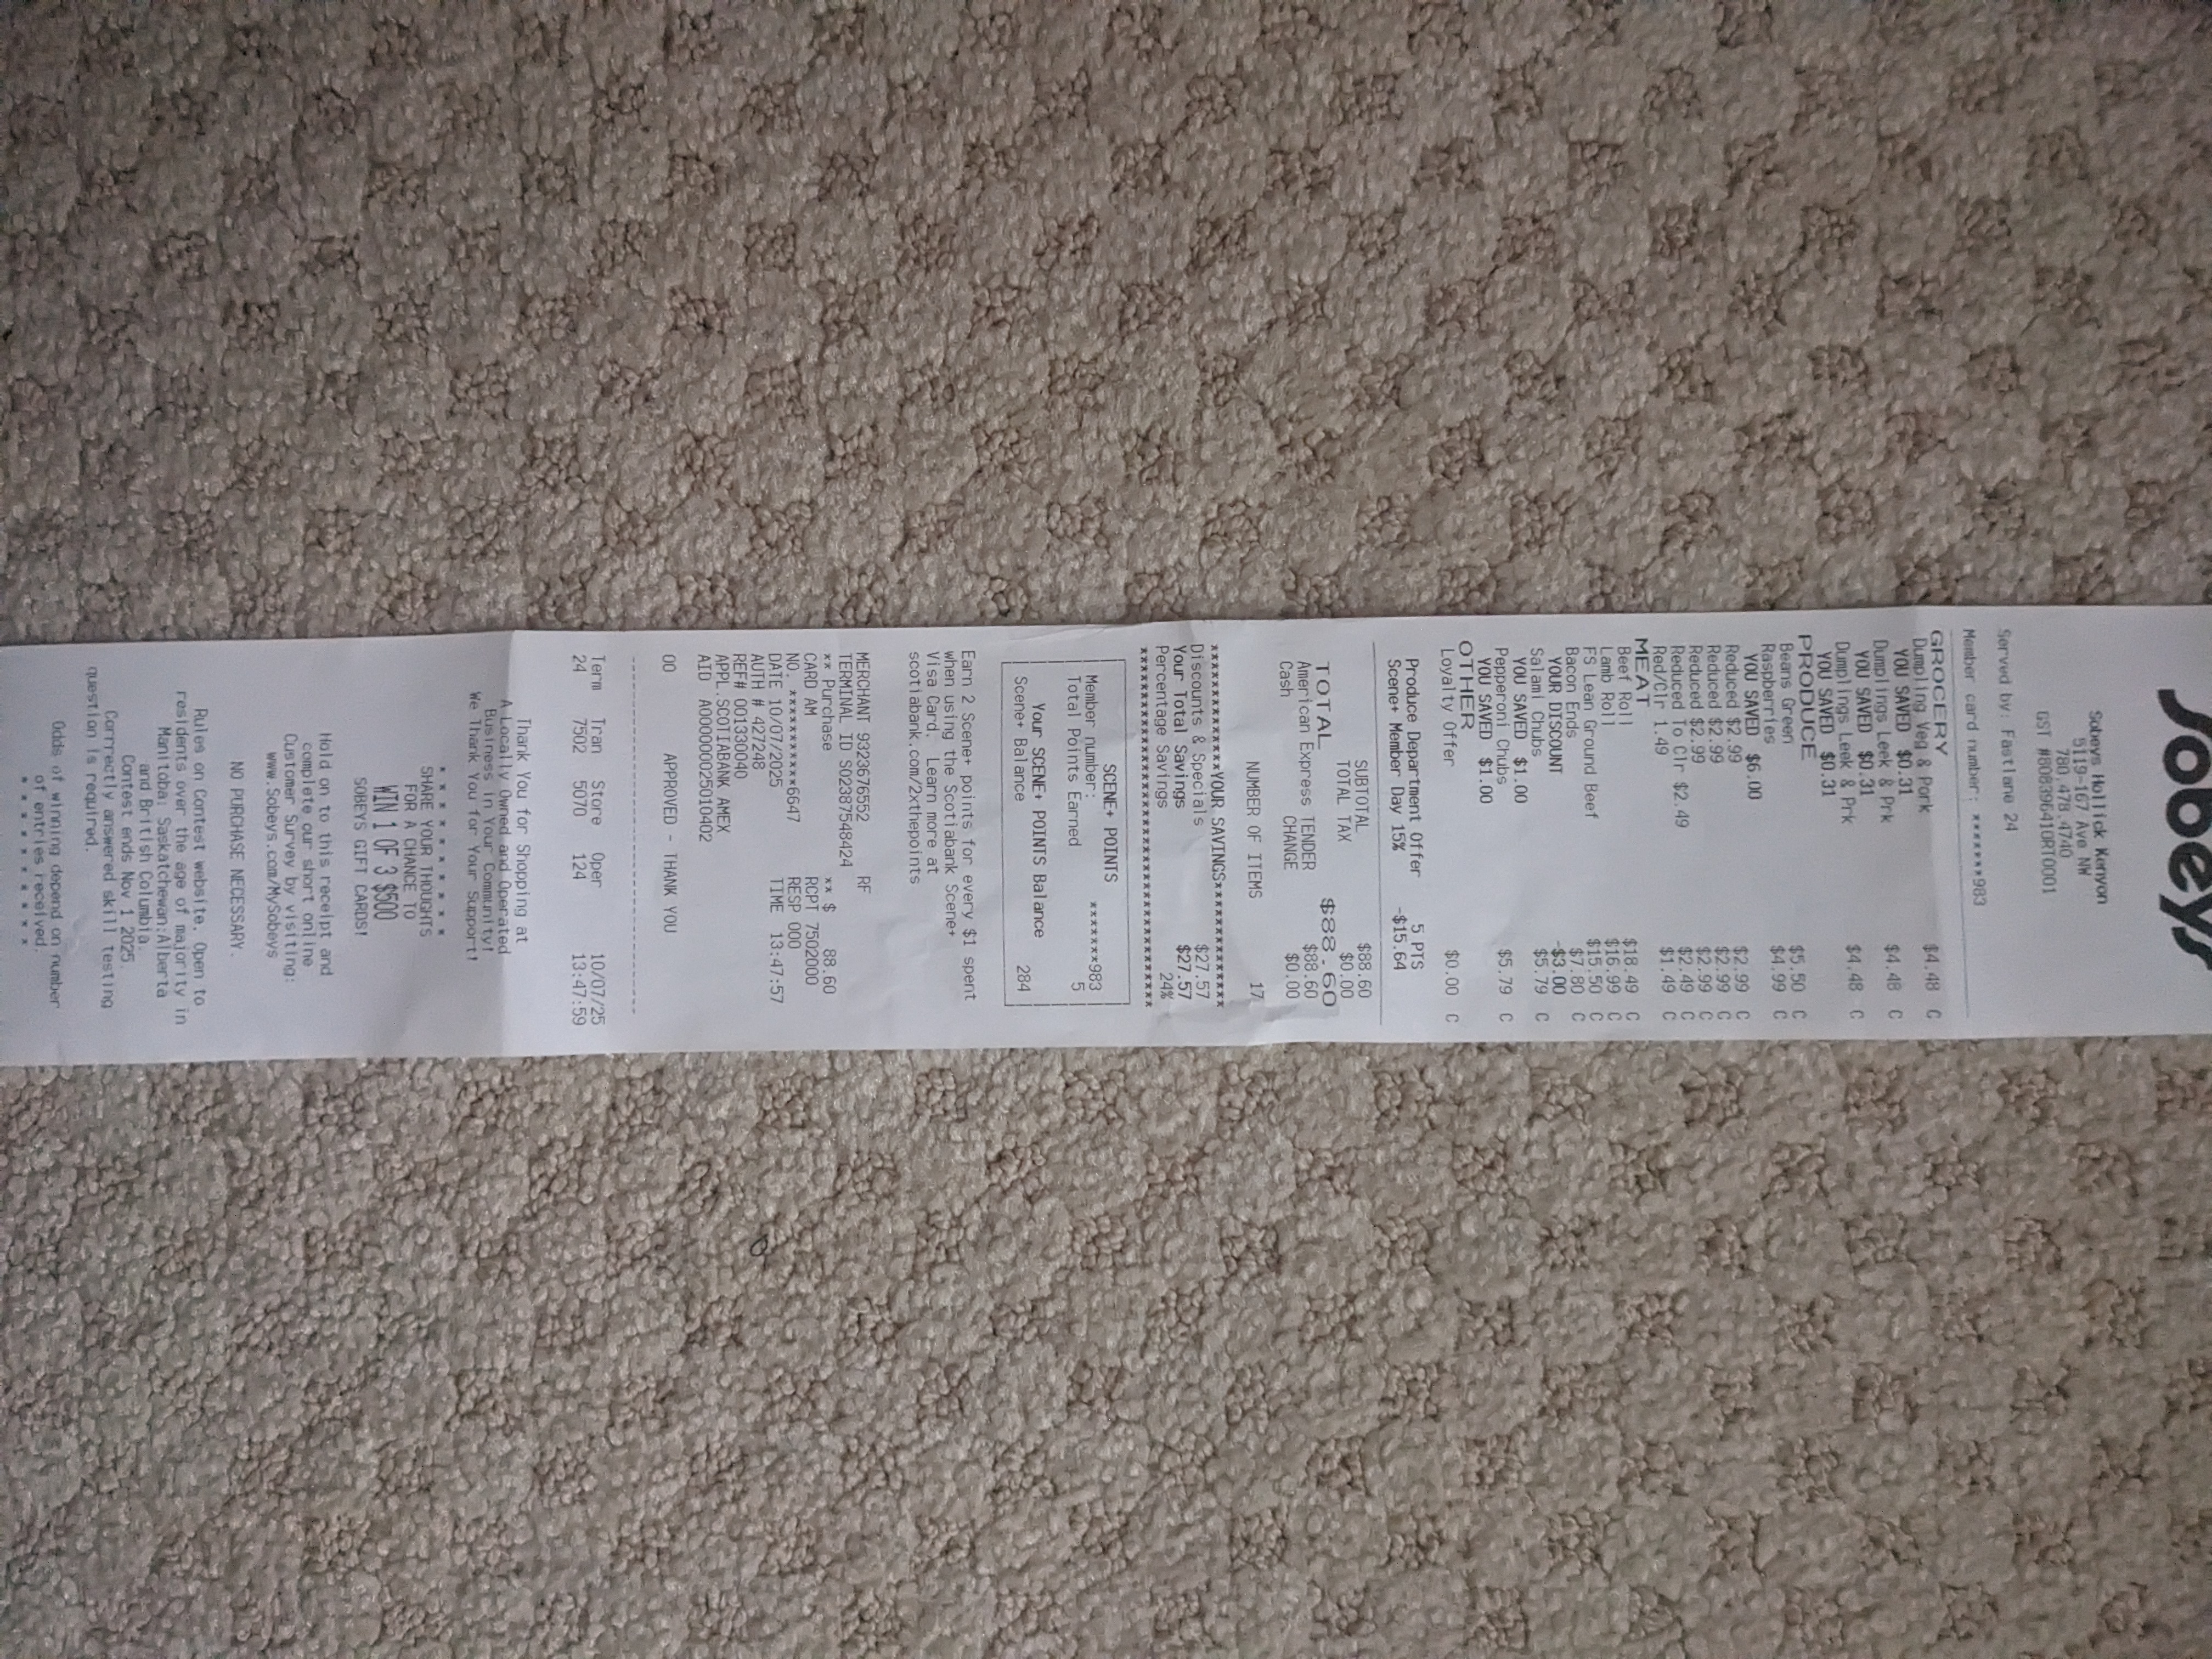 Sobeys
Sobeys Hollick Kenyon
5119-167 Ave NW
780.478.4740
GST #808396410RT0001
Served by: Fastlane 24
Member card number: *******983
GROCERY
Dumpling Veg & Pork $4.48 C
YOU SAVED $0.31
Dumplings Leek & Prk $4.48 C
YOU SAVED $0.31
Dumplings Leek & Prk $4.48 C
YOU SAVED $0.31
PRODUCE
Beans Green $5.50 C
Raspberries $4.99 C
YOU SAVED $6.00
Reduced $2.99 $2.99 C
Reduced $2.99 $2.99 C
Reduced $2.99 $2.99 C
Reduced To Clr $2.49 $2.49 C
Red/Clr 1.49 $1.49 C
MEAT
Beef Roll $18.49 C
Lamb Roll $16.99 C
FS Lean Ground Beef $15.50 C
Bacon Ends $7.80 C
YOUR DISCOUNT -$3.00 C
Salami Chubs $5.79 C
YOU SAVED $1.00
Pepperoni Chubs $5.79 C
YOU SAVED $1.00
OTHER
Loyalty Offer $0.00 C
Produce Department Offer 5 PTS
Scene+ Member Day 15% -$15.64
SUBTOTAL $88.60
TOTAL TAX $0.00
TOTAL $88.60
American Express TENDER $88.60
Cash CHANGE $0.00
NUMBER OF ITEMS 17
**********YOUR SAVINGS**************
Discounts & Specials $27.57
Your Total Savings $27.57
Percentage Savings 24%
SCENE+ POINTS
Member number: *******983
Total Points Earned 5
Your SCENE+ POINTS Balance
Scene+ Balance 284
Earn 2 Scene+ points for every $1 spent
when using the Scotiabank Scene+
Visa Card. Learn more at
scotiabank.com/2xthepoints
MERCHANT 9323676552 RF
TERMINAL ID S02387548424
** Purchase ** $ 88.60
CARD AM RCPT 7502000
NO. ***********6647 RESP 000
DATE 10/07/2025 TIME 13:47:57
AUTH # 427248
REF# 001330040
APPL.SCOTIABANK AMEX
AID A000000025010402
00 APPROVED - THANK YOU
Term Tran Store Oper 10/07/25
24 7502 5070 124 13:47:59
Thank You for Shopping at
A Locally Owned and Operated
Business in Your Community!
We Thank You for Your Support!
* * * * * * * * * * *
SHARE YOUR THOUGHTS
FOR A CHANCE TO
WIN 1 OF 3 $500
SOBEYS GIFT CARDS!
Hold on to this receipt and
complete our short online
Customer Survey by visiting:
www.Sobeys.com/MySobeys
NO PURCHASE NECESSARY.
Rules on Contest website. Open to
residents over the age of majority in
Manitoba; Saskatchewan;Alberta
and British Columbia.
Contest ends Nov 1 2025.
Corrrectly answered skill testing
question is required.
Odds of winning depend on number
of entries received.
* * * * * * * * * * *